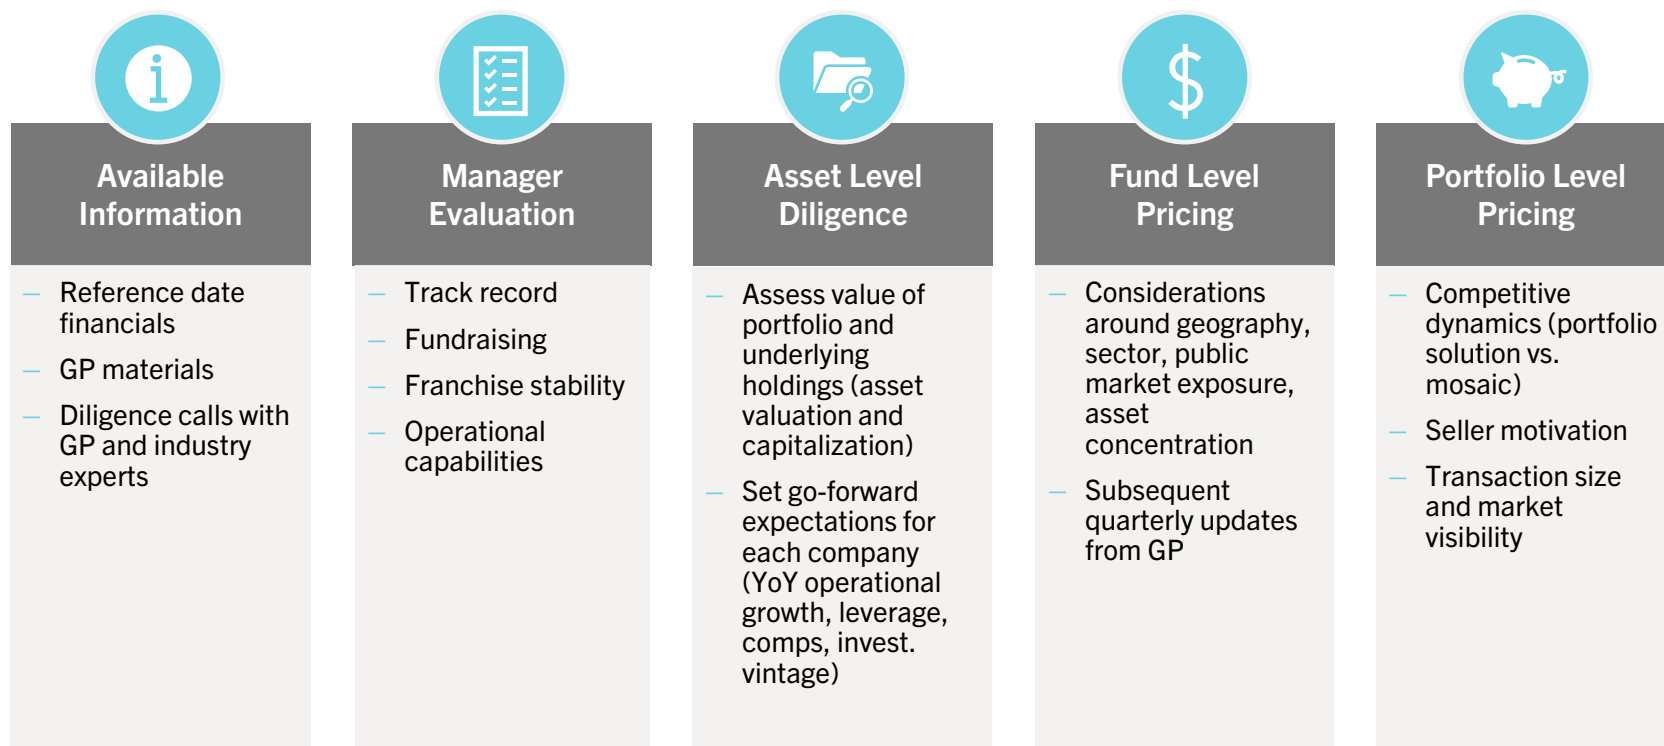 Available
Information
— Reference date
financials
— GP materials
— Diligence calls with
GP and industry
experts
Manager
Evaluation
— Track record
— Fundraising
— Franchise stability
— Operational
capabilities
Asset Level
Diligence
— Assess value of
portfolio and
underlying
holdings (asset
valuation and
capitalization)
— Set go-forward
expectations for
each company
(YoY operational
growth, leverage,
comps, invest.
vintage)
Fund Level
Pricing
— Considerations
around geography,
sector, public
market exposure,
asset
concentration
— Subsequent
quarterly updates
from GP
Portfolio Level
Pricing
— Competitive
dynamics (portfolio
solution vs.
mosaic)
— Seller motivation
— Transaction size
and market
visibility